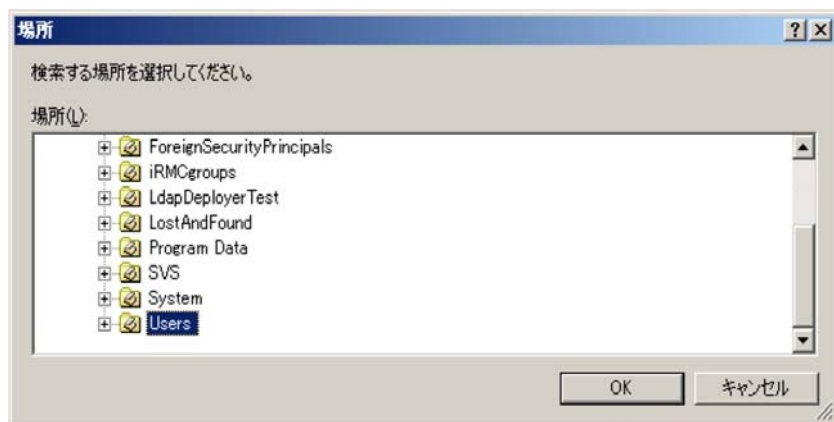 場所
検索する場所を選択してください。
場所(L):
ForeignSecurityPrincipals
iRMCgroups
LdapDeployerTest
LostAndFound
Program Data
SVS
System
Users
OK キャンセル